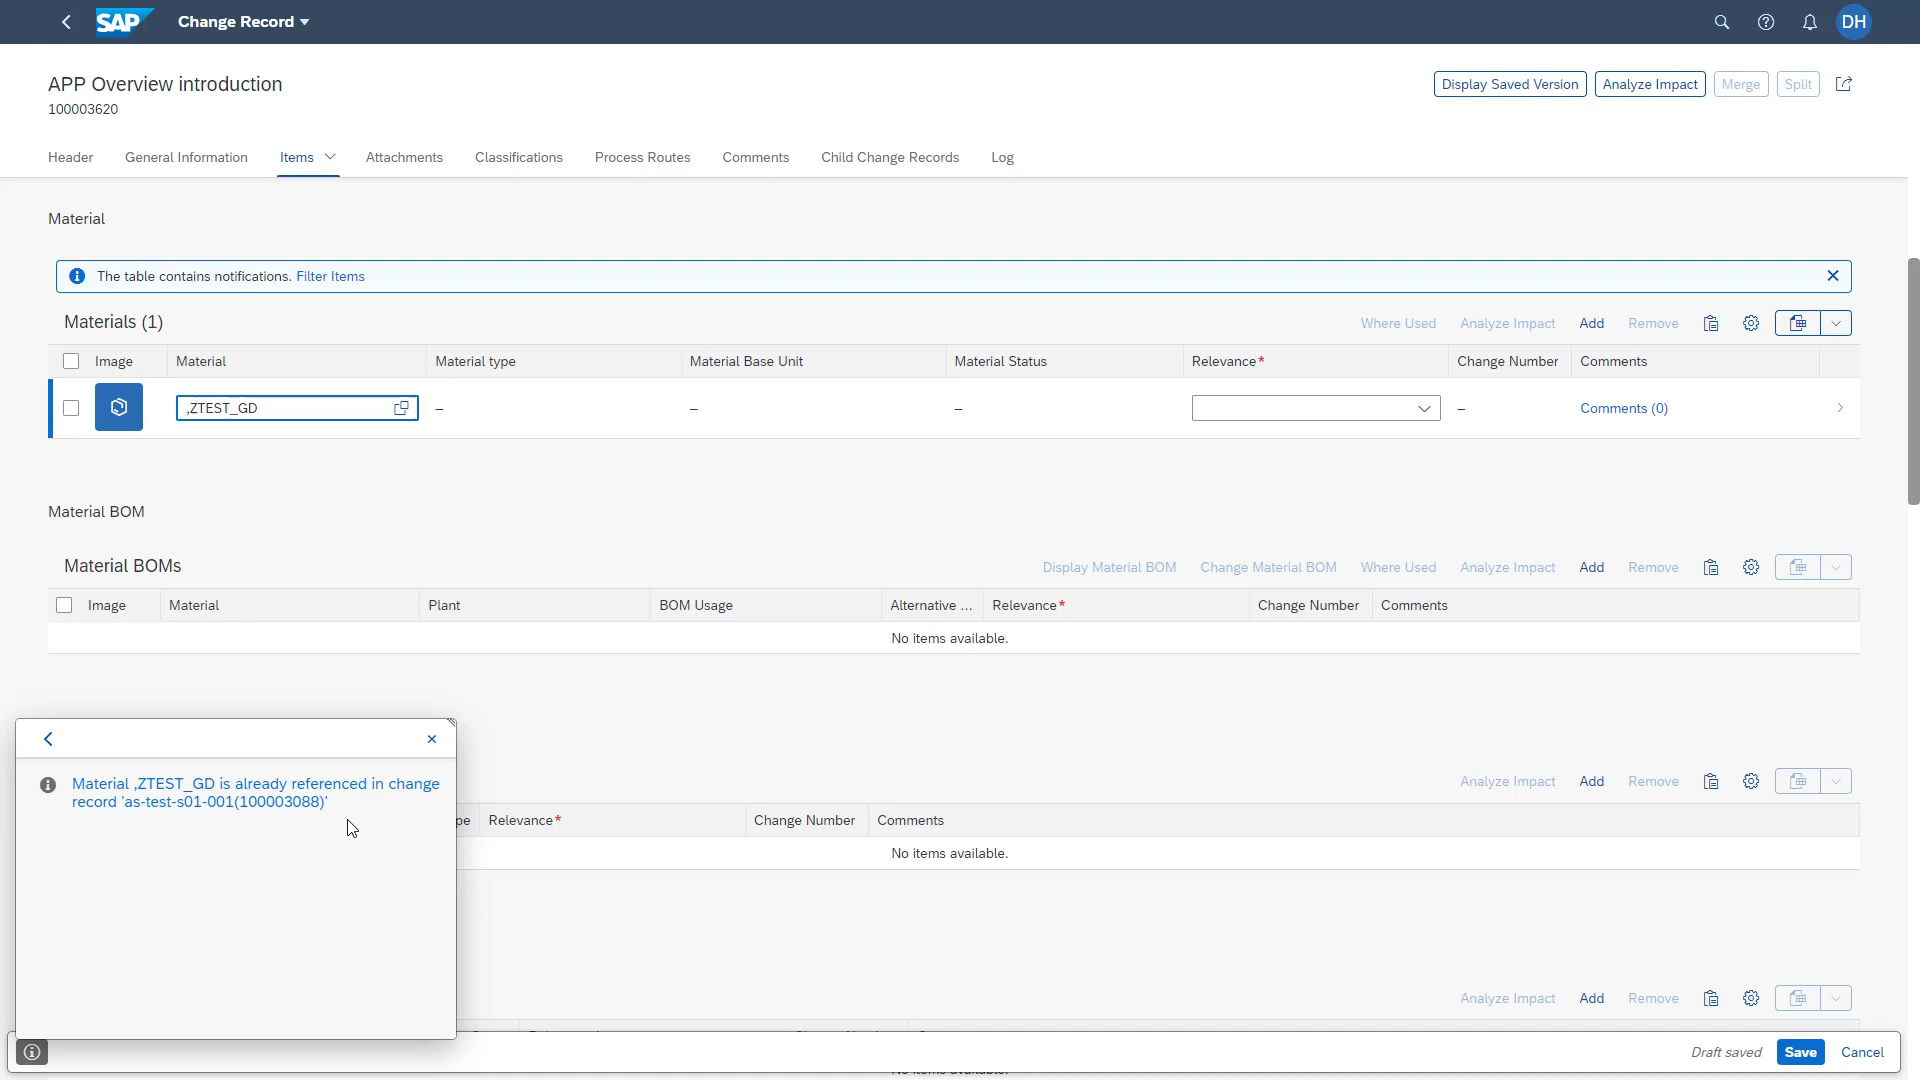 SAP Change Record DH
APP Overview introduction
100003620
Display Saved Version Analyze Impact Merge Split
Header General Information Items Attachments Classifications Process Routes Comments Child Change Records Log
Material
The table contains notifications. Filter Items
Materials (1)
Where Used Analyze Impact Add Remove
Image Material Material type Material Base Unit Material Status Relevance* Change Number Comments
,ZTEST_GD – – – – Comments (0)
Material BOM
Material BOMs
Display Material BOM Change Material BOM Where Used Analyze Impact Add Remove
Image Material Plant BOM Usage Alternative ... Relevance* Change Number Comments
No items available.
Material ,ZTEST_GD is already referenced in change
record 'as-test-s01-001(100003088)'
Analyze Impact Add Remove
pe Relevance* Change Number Comments
No items available.
Analyze Impact Add Remove
Draft saved Save Cancel